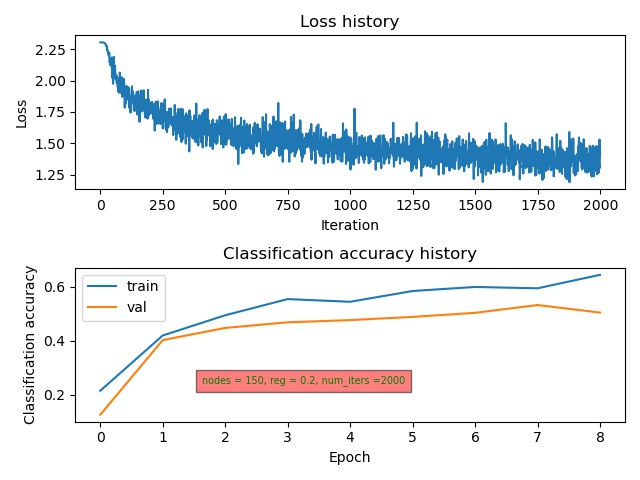 Loss history
2.25
2.00
1.75
1.50
1.25
Loss
0 250 500 750 1000 1250 1500 1750 2000
Iteration
Classification accuracy history
train
val
0.6
0.4
0.2
Classification accuracy
nodes = 150, reg = 0.2, num_iters =2000
0 1 2 3 4 5 6 7 8
Epoch